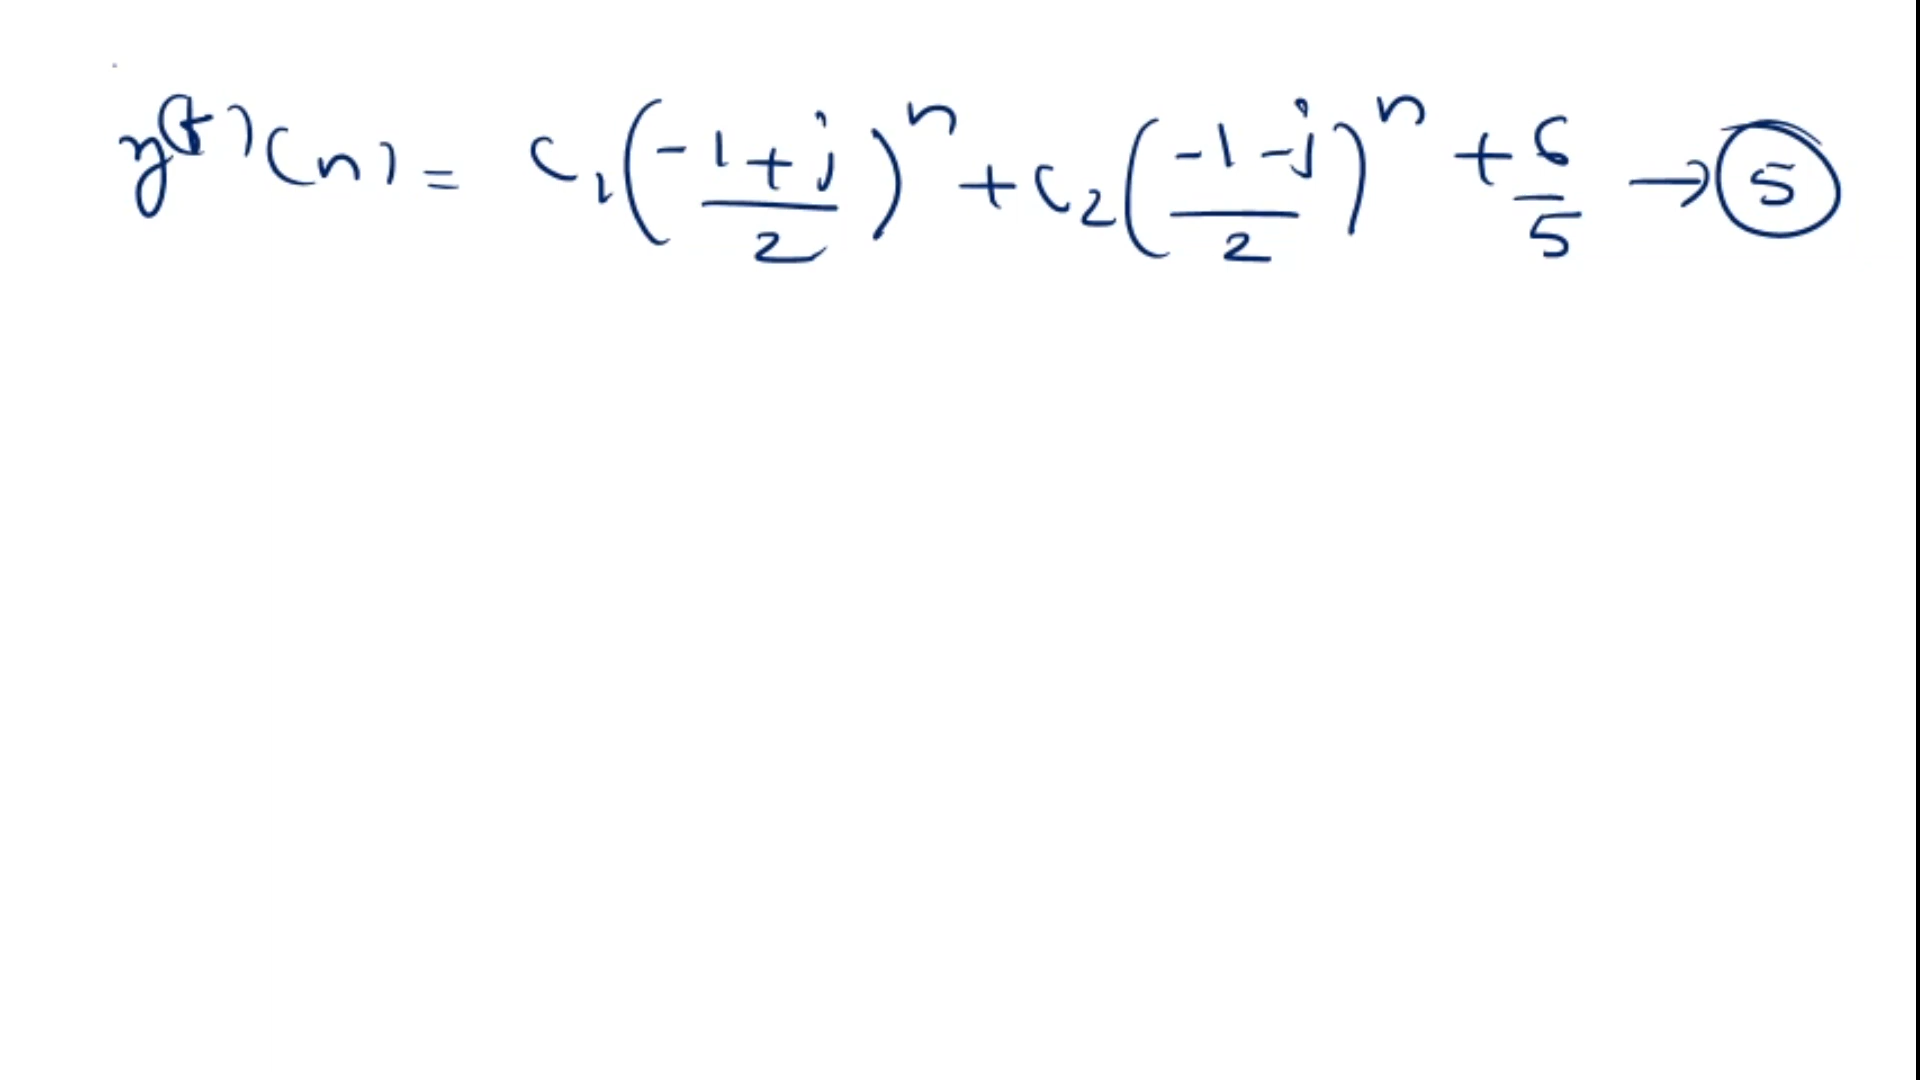 y^(f)(n) = c₁((-1+j)/2)^n + c₂((-1-j)/2)^n + 6/5 → ⑤